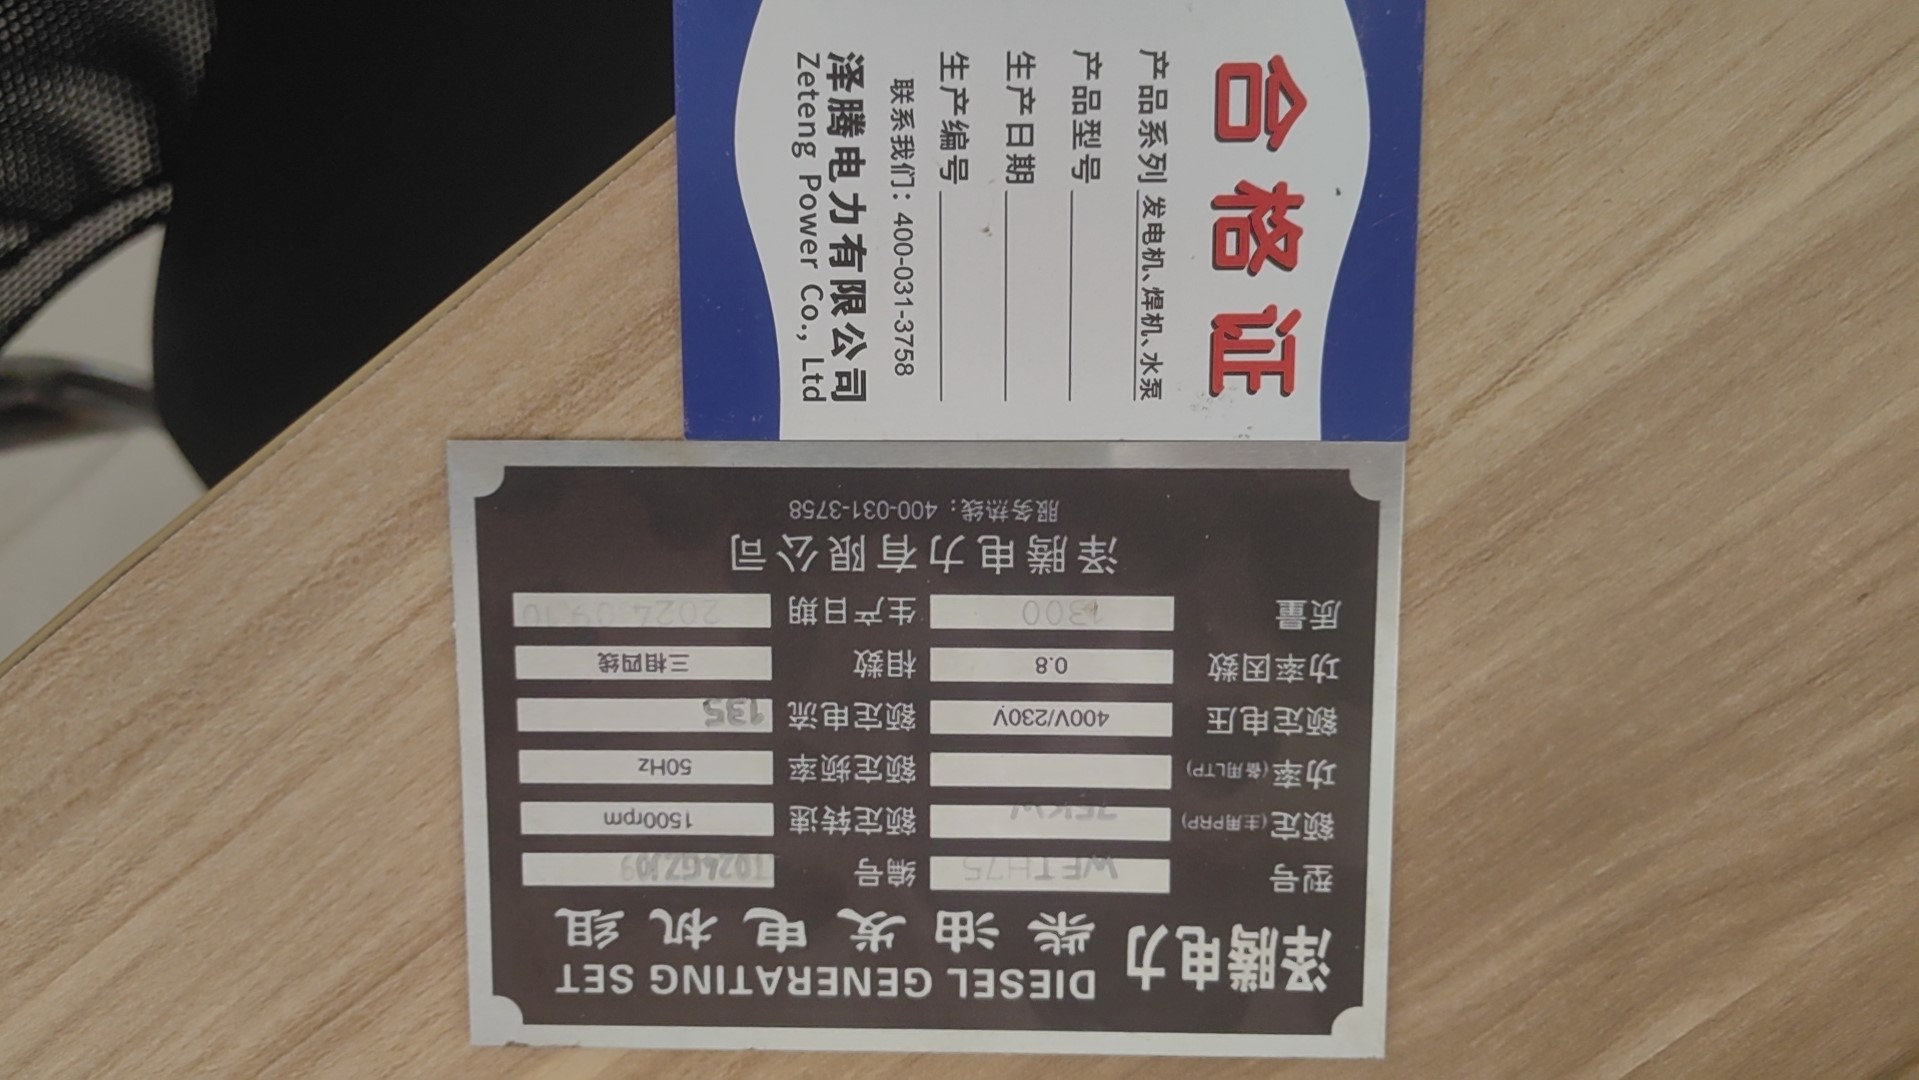 合格证
产品系列 发电机、焊机、水泵
产品型号
生产日期
生产编号
联系我们：400-031-3758
泽腾电力有限公司
Zeteng Power Co., Ltd
泽腾电力 柴油发电机组
DIESEL GENERATING SET
型号 WETH75 编号
额定(主用PRP) 75KW 额定转速 1500rpm
功率(备用LTP) 额定频率 50Hz
额定电压 400V/230V 额定电流 135
功率因数 0.8 相数 三相四线
质量 1300 生产日期 2024.09.10
泽腾电力有限公司
服务热线：400-031-3758